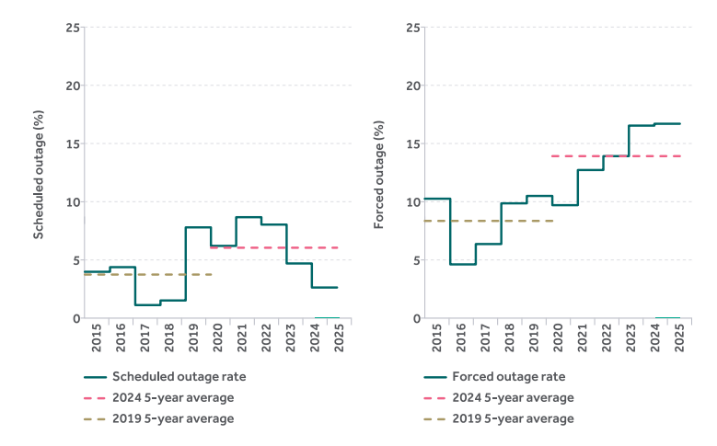 Scheduled outage (%)
25
20
15
10
5
0
2015 2016 2017 2018 2019 2020 2021 2022 2023 2024 2025
Scheduled outage rate
2024 5-year average
2019 5-year average
Forced outage (%)
25
20
15
10
5
0
2015 2016 2017 2018 2019 2020 2021 2022 2023 2024 2025
Forced outage rate
2024 5-year average
2019 5-year average